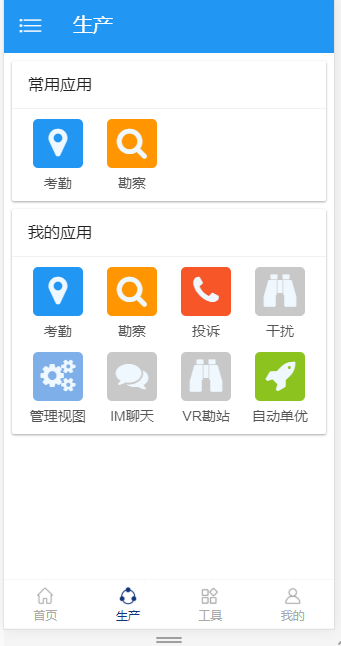 生产
常用应用
考勤 勘察
我的应用
考勤 勘察 投诉 干扰
管理视图 IM聊天 VR勘站 自动单优
首页 生产 工具 我的